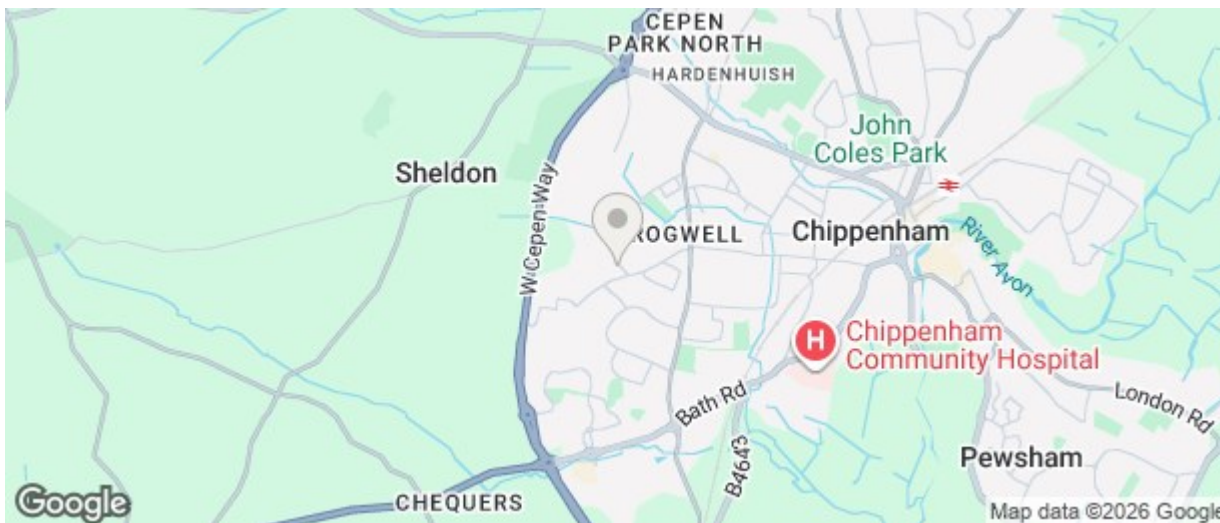 CEPEN
PARK NORTH
HARDENHUISH
John
Coles Park
Sheldon
W Cepen Way
ROGWELL
Chippenham
River Avon
H
Chippenham
Community Hospital
Bath Rd
London Rd
B4643
Pewsham
CHEQUERS
Google
Map data ©2026 Google